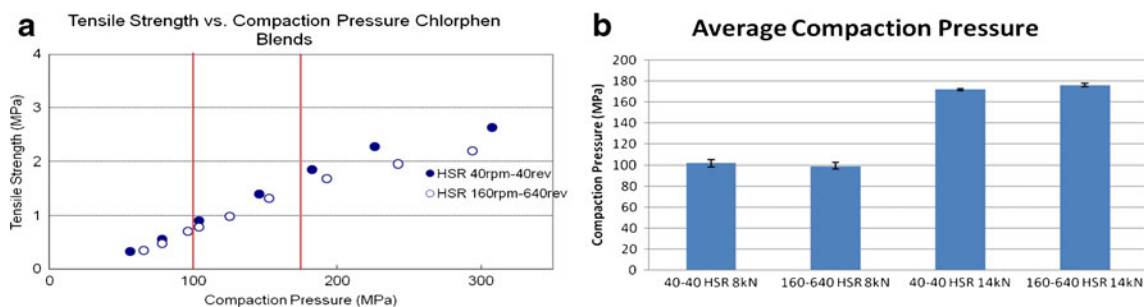 a
Tensile Strength vs. Compaction Pressure Chlorphen
Blends
Tensile Strength (MPa)
4
3
2
1
0
0
100
200
300
Compaction Pressure (MPa)
HSR 40rpm-40rev
HSR 160rpm-640rev
b
Average Compaction Pressure
Compaction Pressure (MPa)
200
180
160
140
120
100
80
60
40
20
0
40-40 HSR 8kN
160-640 HSR 8kN
40-40 HSR 14kN
160-640 HSR 14kN